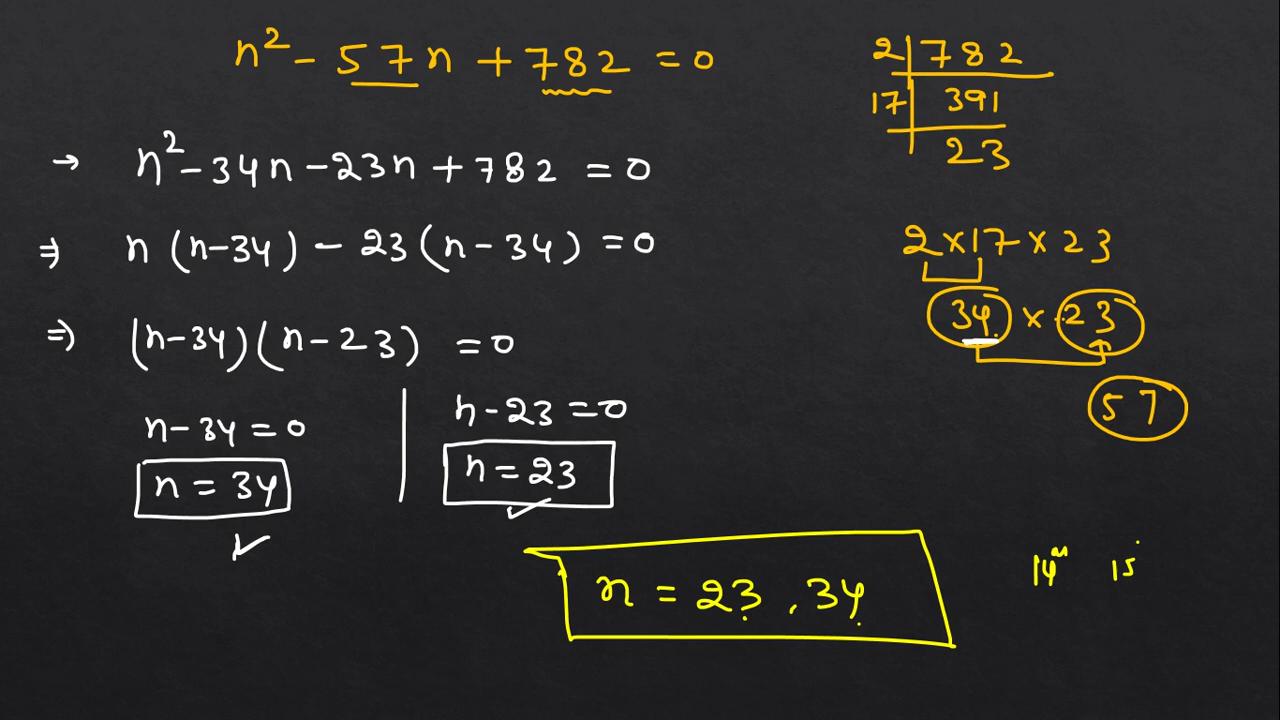 n² - 57n + 782 = 0
→ n² - 34n - 23n + 782 = 0
⇒ n(n-34) - 23(n-34) = 0
⇒ (n-34)(n-23) = 0
n-34 = 0
n = 34
✓
n-23 = 0
n = 23
✓
n = 23, 34
2 | 782
17 | 391
23
2 × 17 × 23
34 × 23
57
15